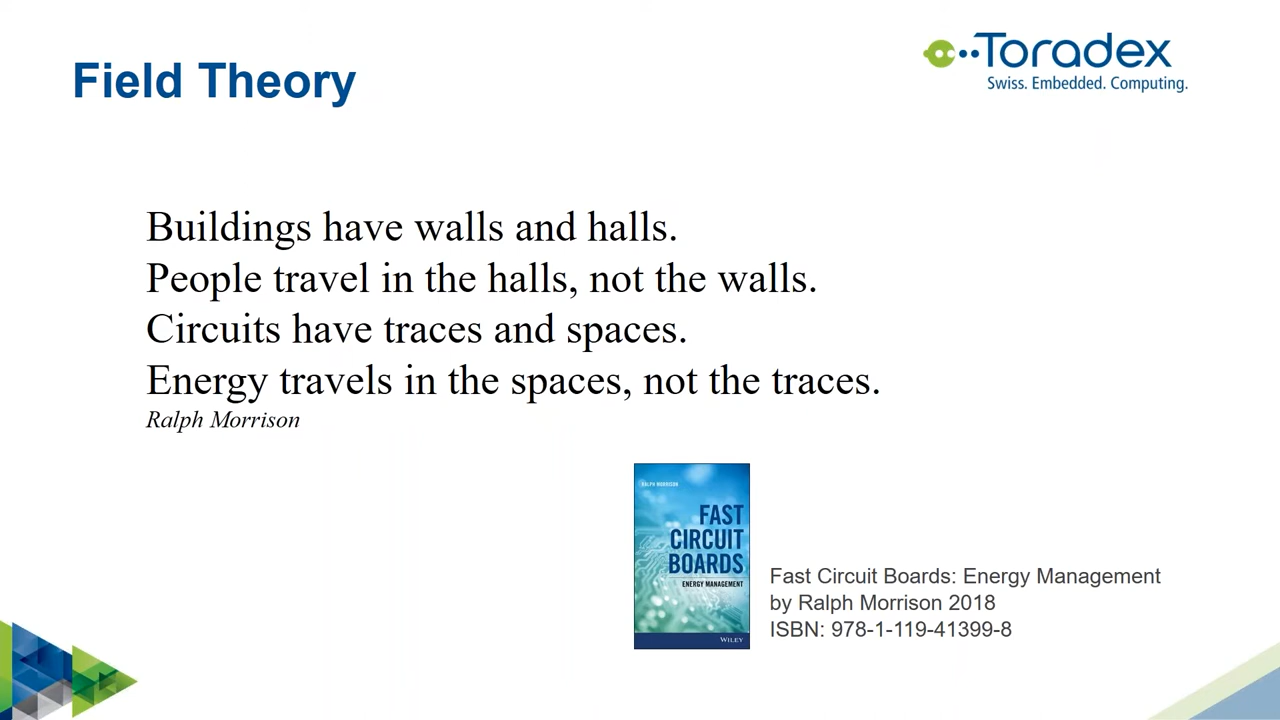 Field Theory
Toradex
Swiss. Embedded. Computing.
Buildings have walls and halls.
People travel in the halls, not the walls.
Circuits have traces and spaces.
Energy travels in the spaces, not the traces.
Ralph Morrison
RALPH MORRISON
FAST
CIRCUIT
BOARDS
ENERGY MANAGEMENT
WILEY
Fast Circuit Boards: Energy Management
by Ralph Morrison 2018
ISBN: 978-1-119-41399-8